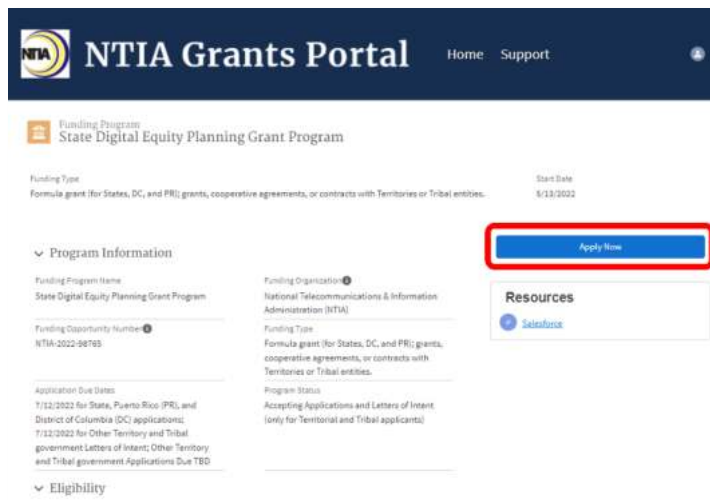 NTIA
NTIA Grants Portal
Home Support
Funding Program
State Digital Equity Planning Grant Program
Funding Type
Formula grant (for States, DC, and PR); grants, cooperative agreements, or contracts with Territories or Tribal entities.
Start Date
5/13/2022
Apply Now
Program Information
Funding Program Name
State Digital Equity Planning Grant Program
Funding Organization
National Telecommunications & Information
Administration (NTIA)
Funding Opportunity Number
NTIA-2022-98765
Funding Type
Formula grant (for States, DC, and PR); grants,
cooperative agreements, or contracts with
Territories or Tribal entities.
Application Due Dates
7/12/2022 for State, Puerto Rico (PR), and
District of Columbia (DC) applications;
7/12/2022 for Other Territory and Tribal
government Letters of Intent; Other Territory
and Tribal government Applications Due TBD
Program Status
Accepting Applications and Letters of Intent
(only for Territorial and Tribal applicants)
Resources
Salesforce
Eligibility